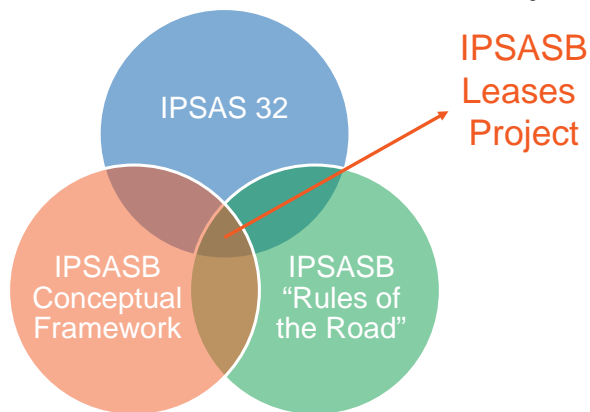 IPSASB
Leases
Project
IPSAS 32
IPSASB
Conceptual
Framework
IPSASB
“Rules of
the Road”